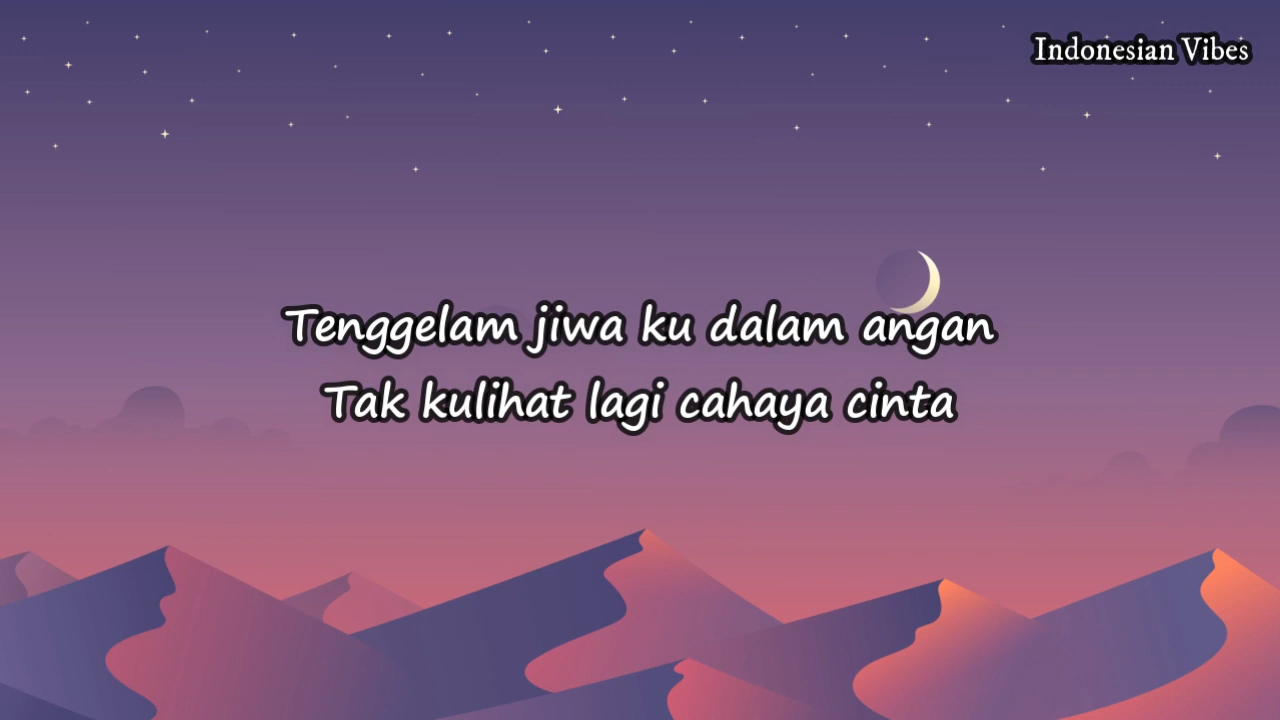 Indonesian Vibes
Tenggelam jiwa ku dalam angan
Tak kulihat lagi cahaya cinta